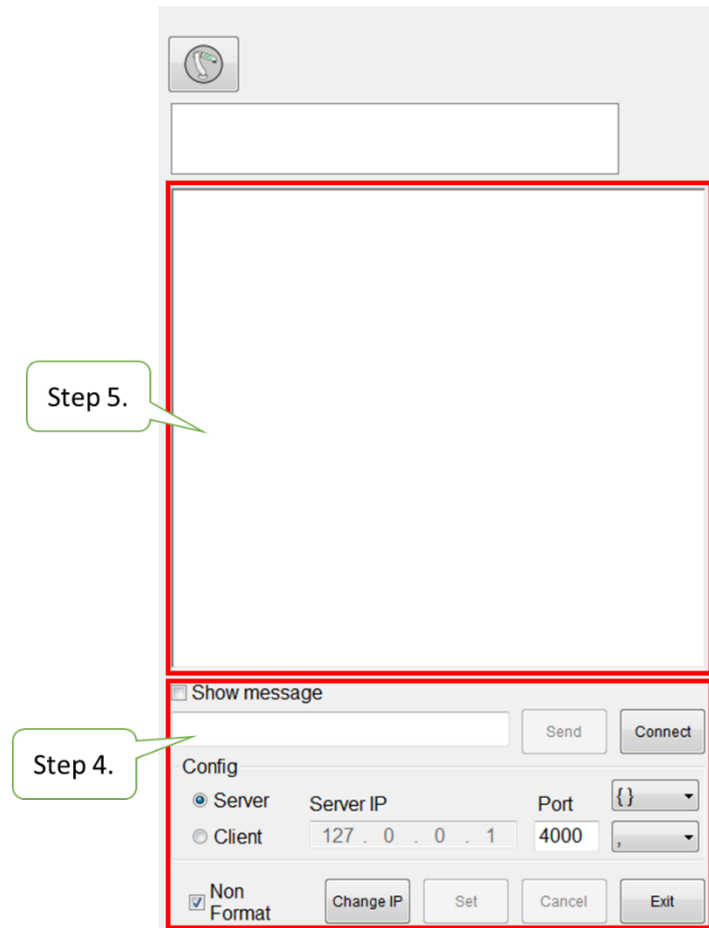 Step 5.
Show message
Send Connect
Step 4.
Config
Server Server IP Port { }
Client 127 . 0 . 0 . 1 4000 ,
Non
Format Change IP Set Cancel Exit